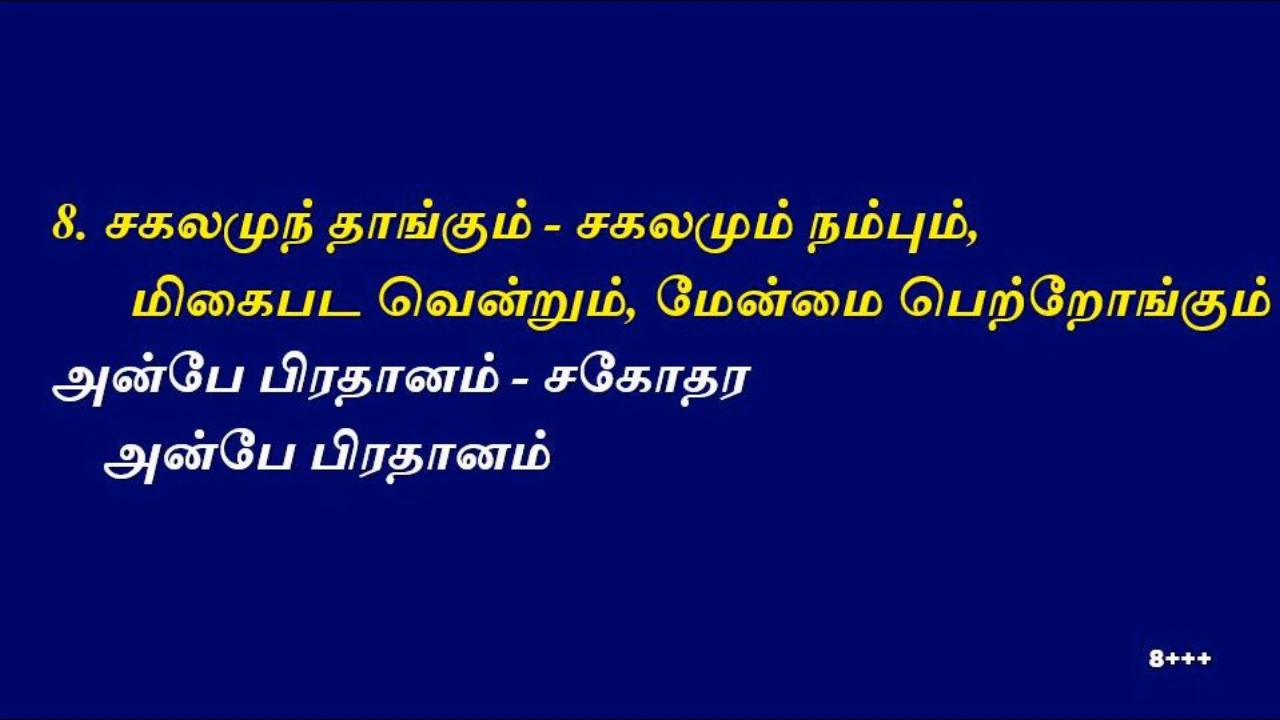 8. சகலமுந் தாங்கும் - சகலமும் நம்பும்,
மிகைபட வென்றும், மேன்மை பெற்றோங்கும்
அன்பே பிரதானம் - சகோதர
அன்பே பிரதானம்
8+++